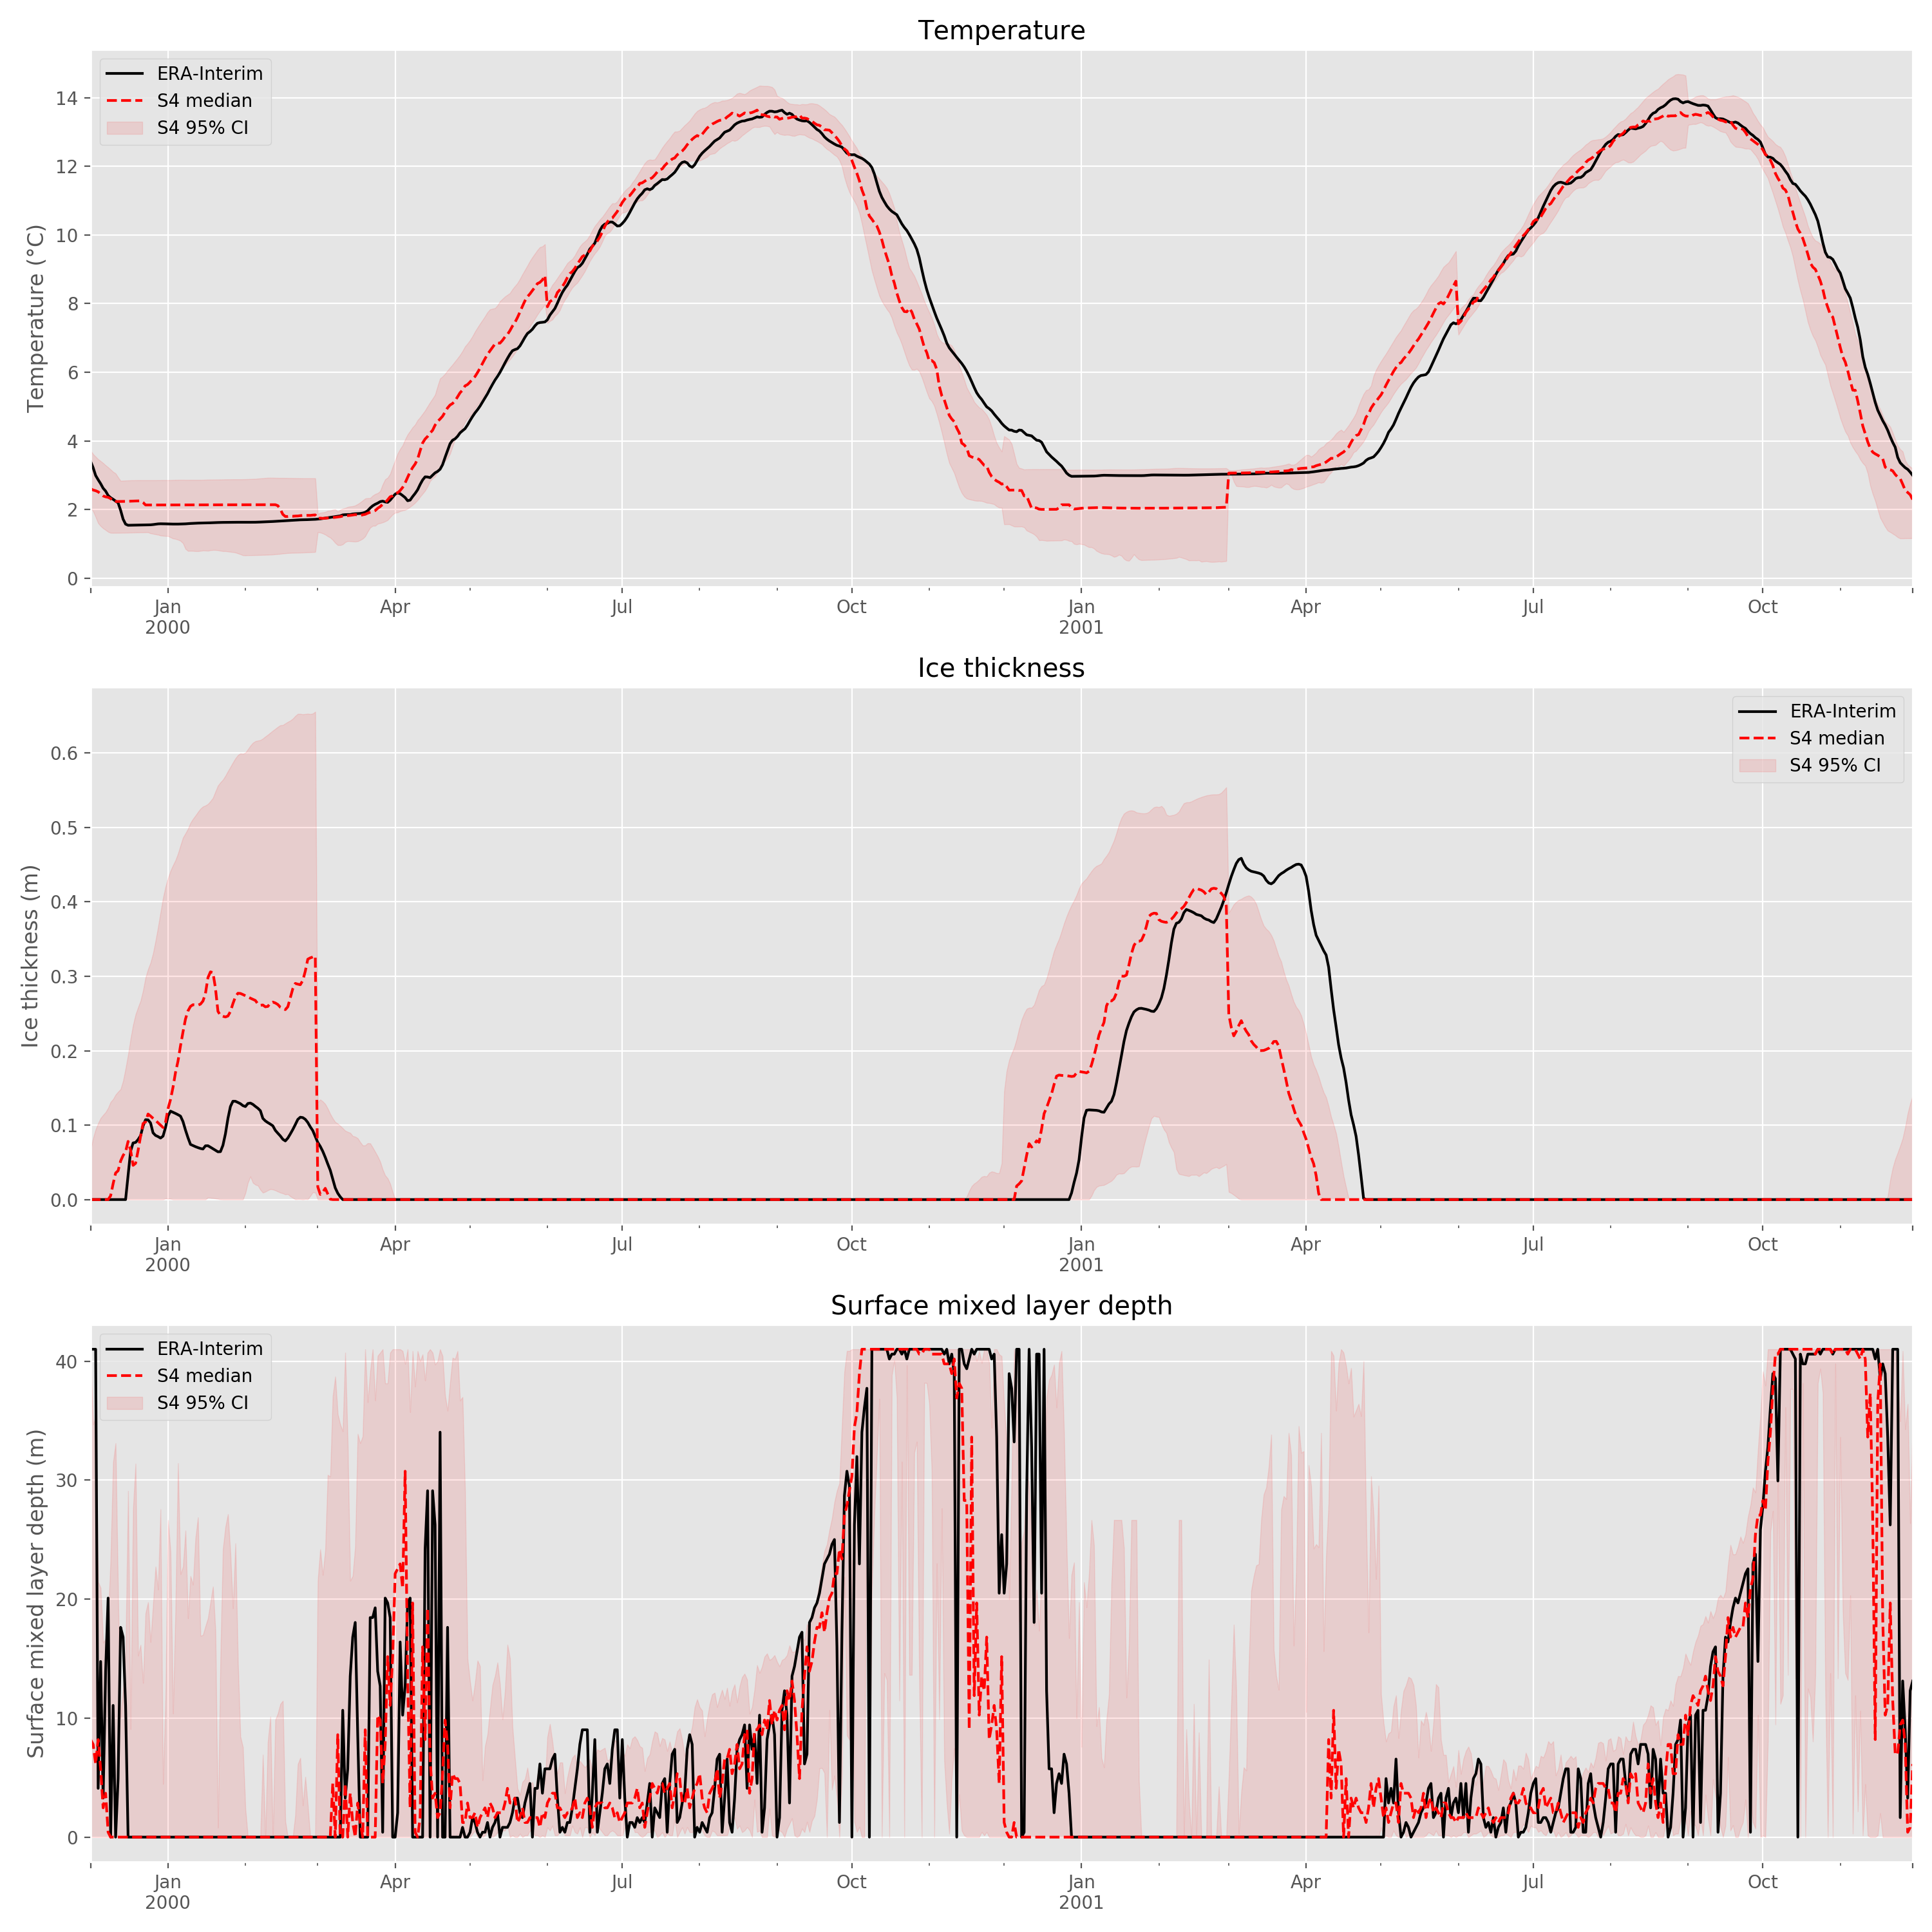 Temperature
ERA-Interim
S4 median
S4 95% CI
Temperature (°C)
14
12
10
8
6
4
2
0
Jan Apr Jul Oct Jan Apr Jul Oct
2000 2001
Ice thickness
ERA-Interim
S4 median
S4 95% CI
Ice thickness (m)
0.6
0.5
0.4
0.3
0.2
0.1
0.0
Jan Apr Jul Oct Jan Apr Jul Oct
2000 2001
Surface mixed layer depth
ERA-Interim
S4 median
S4 95% CI
Surface mixed layer depth (m)
40
30
20
10
0
Jan Apr Jul Oct Jan Apr Jul Oct
2000 2001